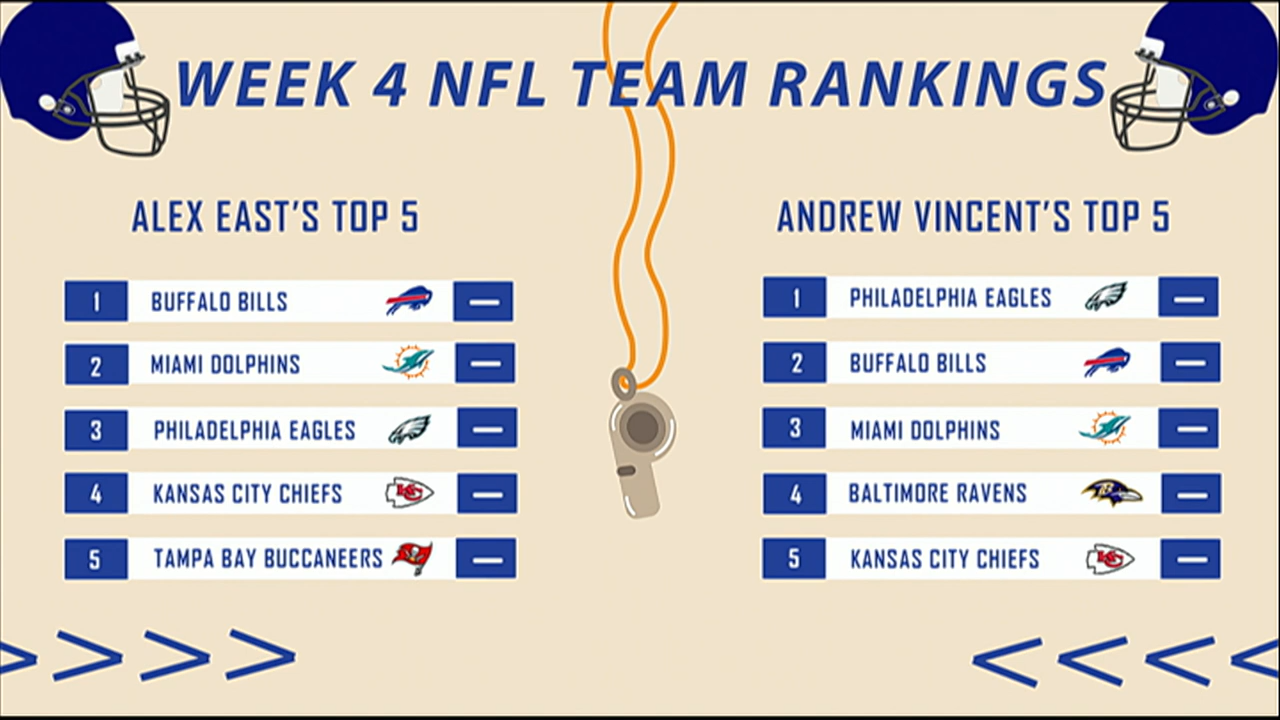 WEEK 4 NFL TEAM RANKINGS
ALEX EAST'S TOP 5
1 BUFFALO BILLS
2 MIAMI DOLPHINS
3 PHILADELPHIA EAGLES
4 KANSAS CITY CHIEFS
5 TAMPA BAY BUCCANEERS
ANDREW VINCENT'S TOP 5
1 PHILADELPHIA EAGLES
2 BUFFALO BILLS
3 MIAMI DOLPHINS
4 BALTIMORE RAVENS
5 KANSAS CITY CHIEFS